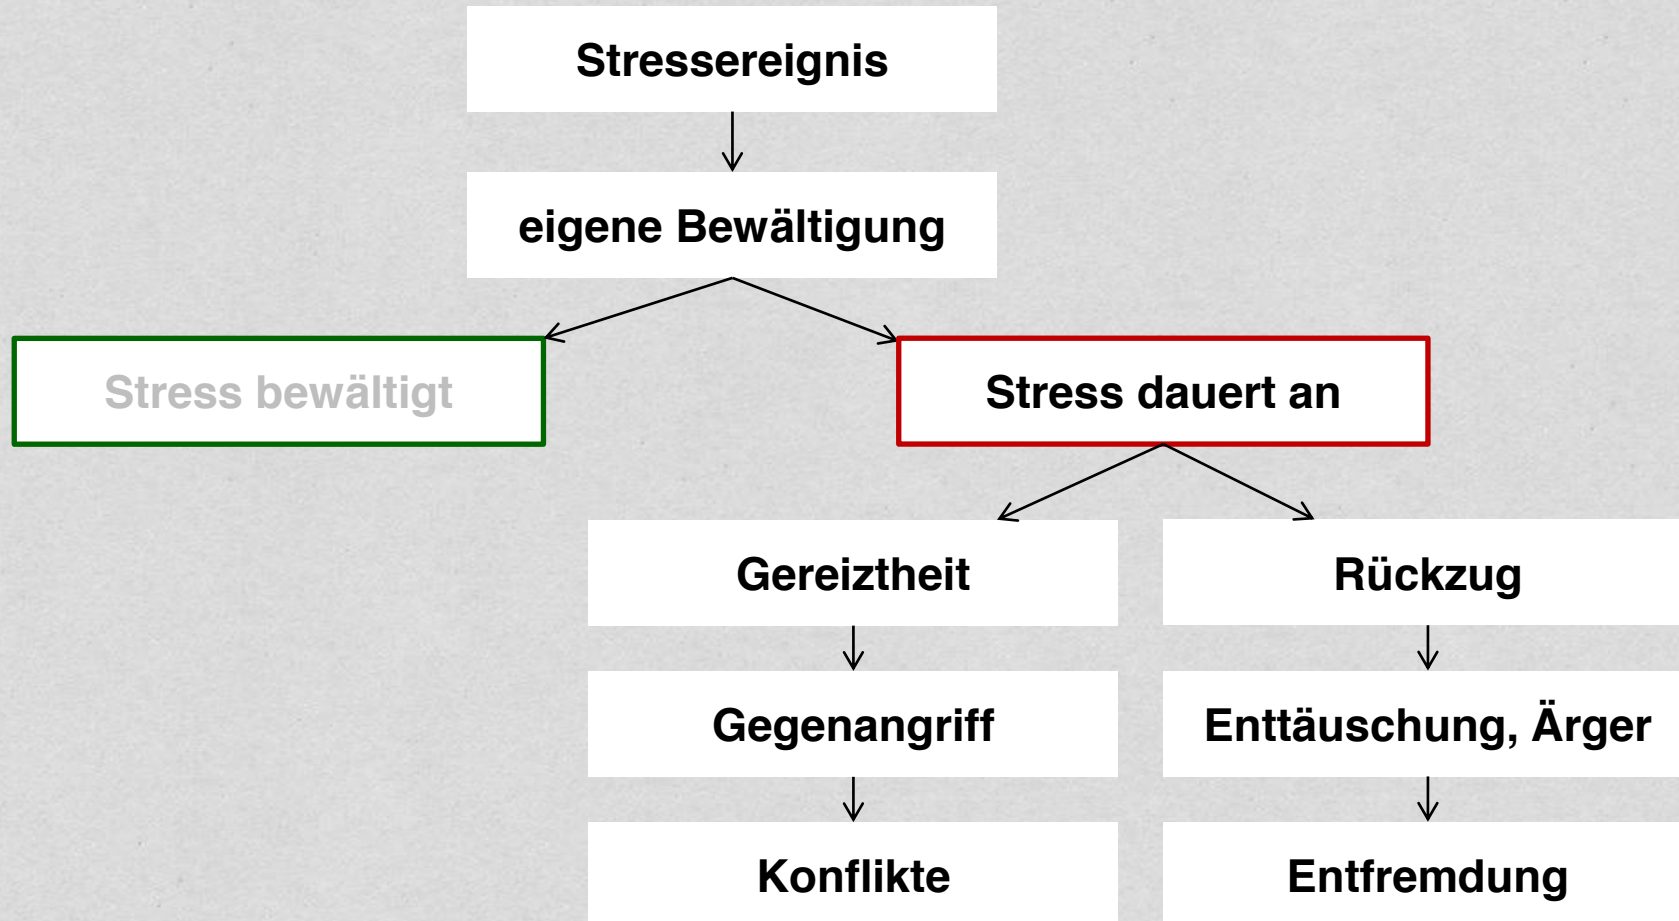 Stressereignis
eigene Bewältigung
Stress bewältigt
Stress dauert an
Gereiztheit
Rückzug
Gegenangriff
Enttäuschung, Ärger
Konflikte
Entfremdung